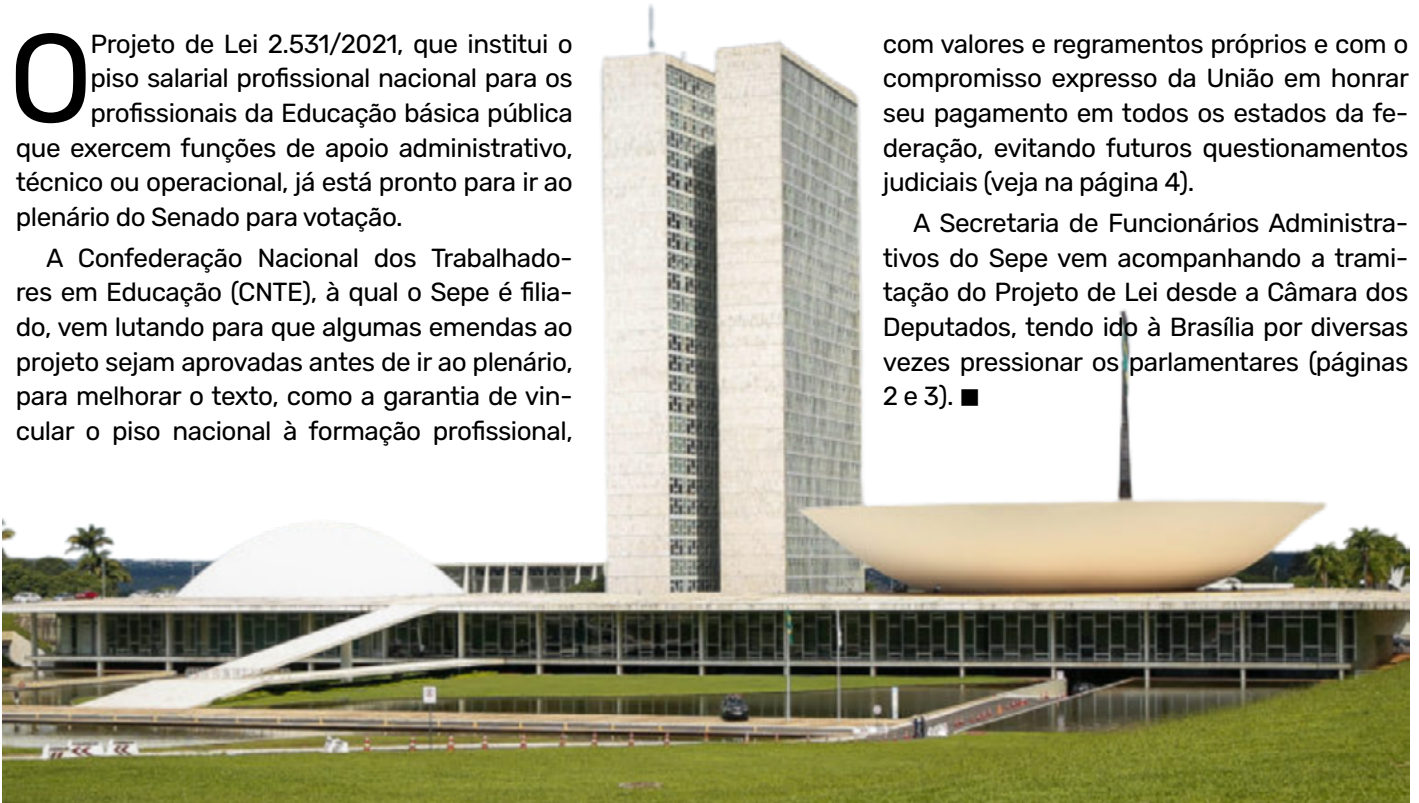 O Projeto de Lei 2.531/2021, que institui o
piso salarial profissional nacional para os
profissionais da Educação básica pública
que exercem funções de apoio administrativo,
técnico ou operacional, já está pronto para ir ao
plenário do Senado para votação.
A Confederação Nacional dos Trabalhado-
res em Educação (CNTE), à qual o Sepe é filia-
do, vem lutando para que algumas emendas ao
projeto sejam aprovadas antes de ir ao plenário,
para melhorar o texto, como a garantia de vin-
cular o piso nacional à formação profissional,
com valores e regramentos próprios e com o
compromisso expresso da União em honrar
seu pagamento em todos os estados da fe-
deração, evitando futuros questionamentos
judiciais (veja na página 4).
A Secretaria de Funcionários Administra-
tivos do Sepe vem acompanhando a trami-
tação do Projeto de Lei desde a Câmara dos
Deputados, tendo ido à Brasília por diversas
vezes pressionar os parlamentares (páginas
2 e 3). ■